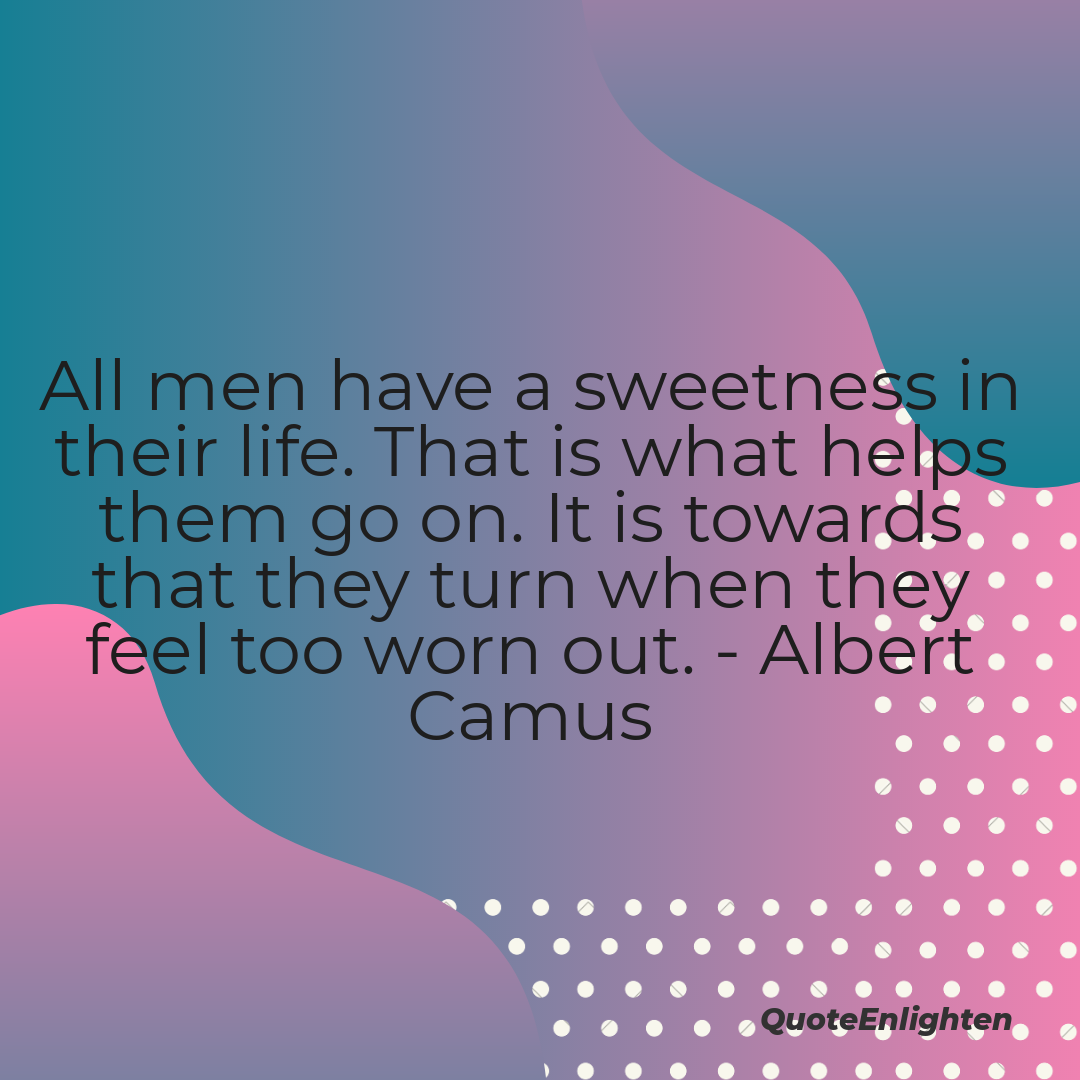 All men have a sweetness in
their life. That is what helps
them go on. It is towards
that they turn when they
feel too worn out. - Albert
Camus
QuoteEnlighten